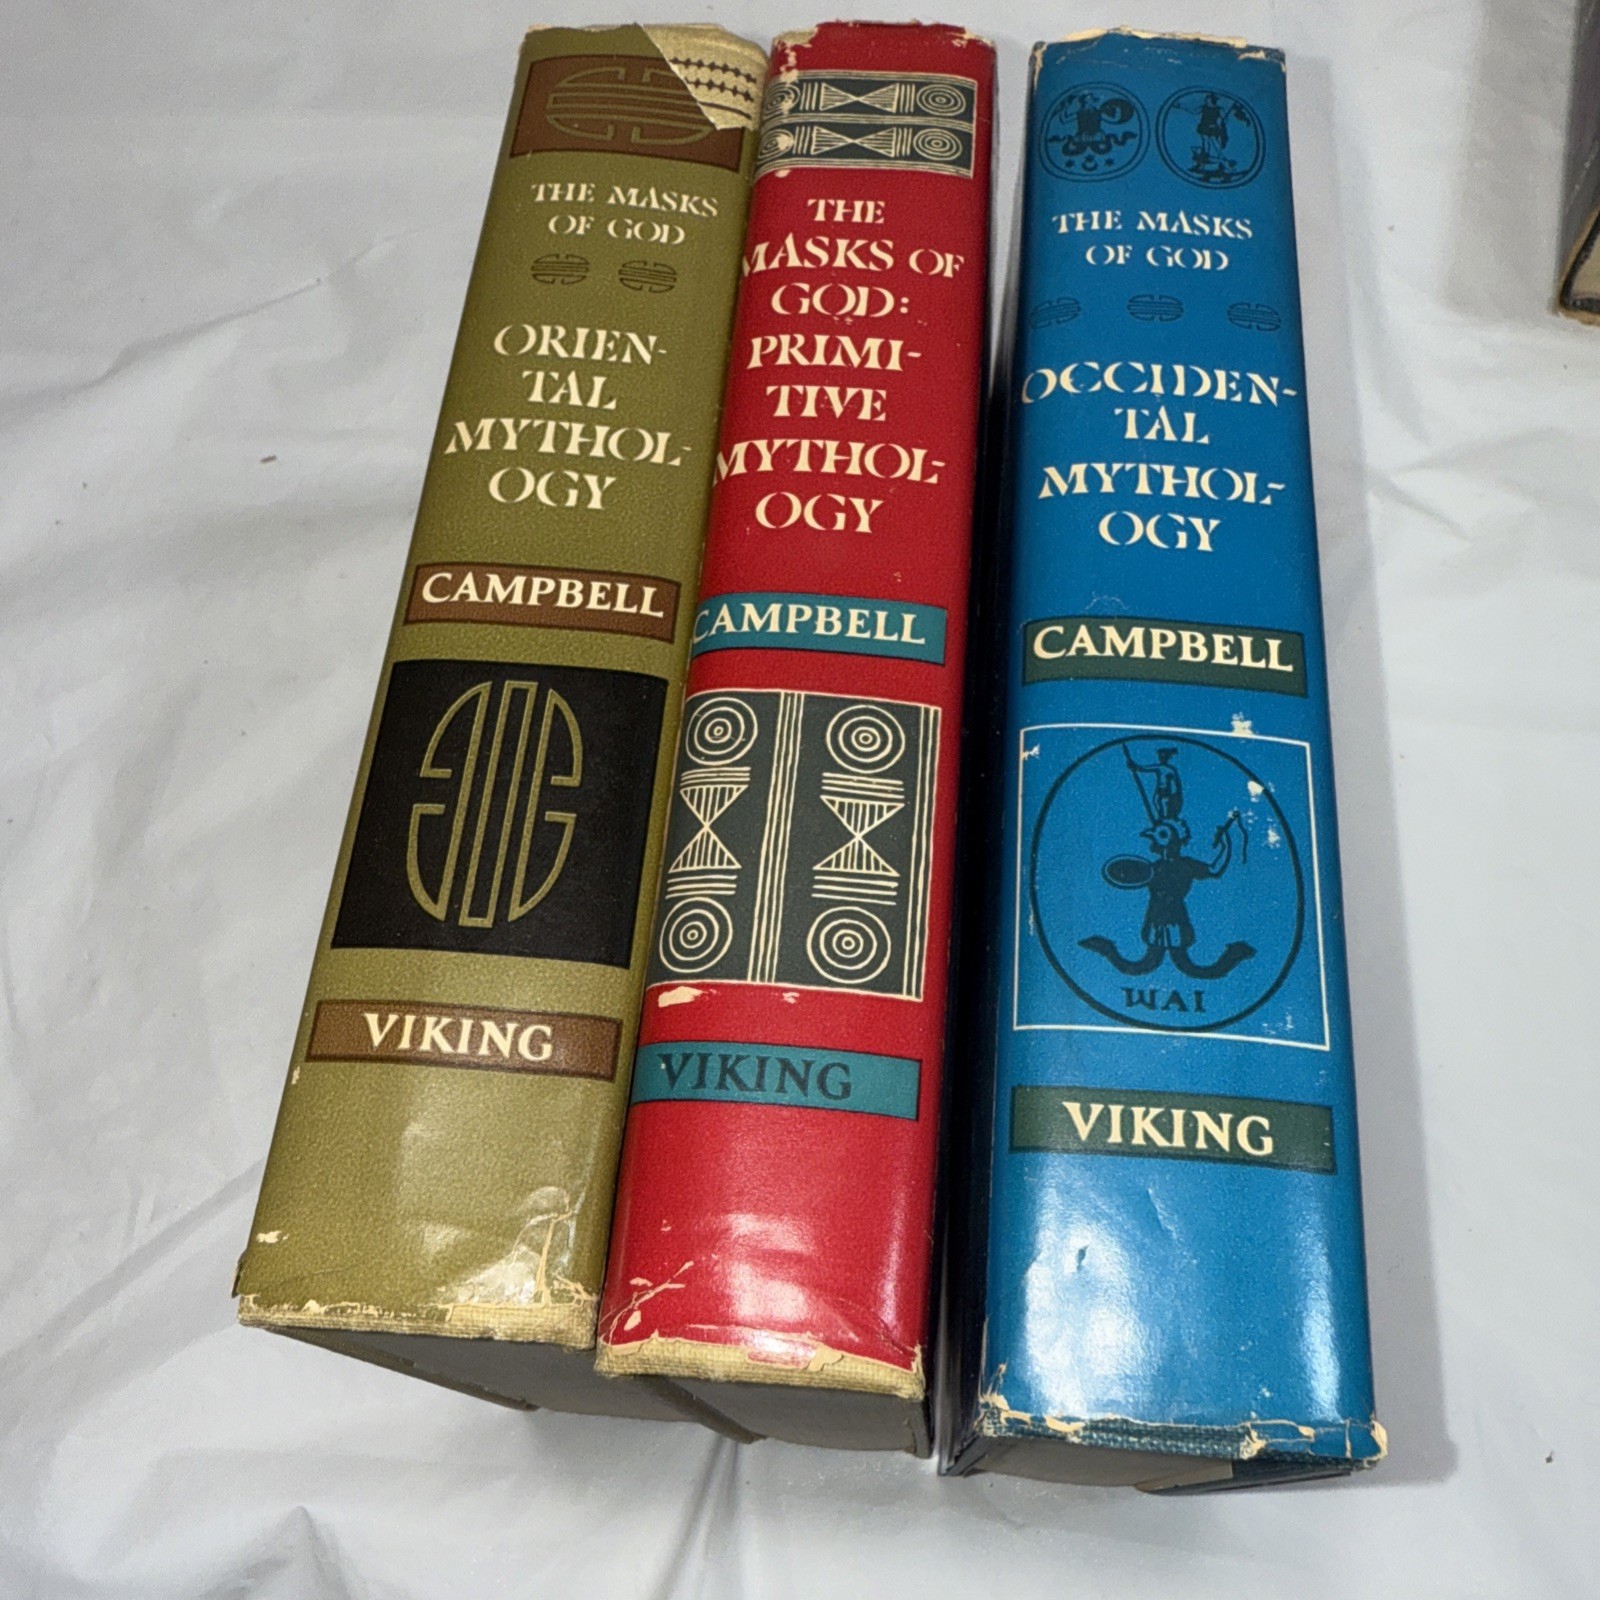 THE MASKS
OF GOD
ORIEN-
TAL
MYTHOL-
OGY
CAMPBELL
VIKING
THE
MASKS OF
GOD:
PRIMI-
TIVE
MYTHOL-
OGY
CAMPBELL
VIKING
THE MASKS
OF GOD
OCCIDEN-
TAL
MYTHOL-
OGY
CAMPBELL
WAI
VIKING